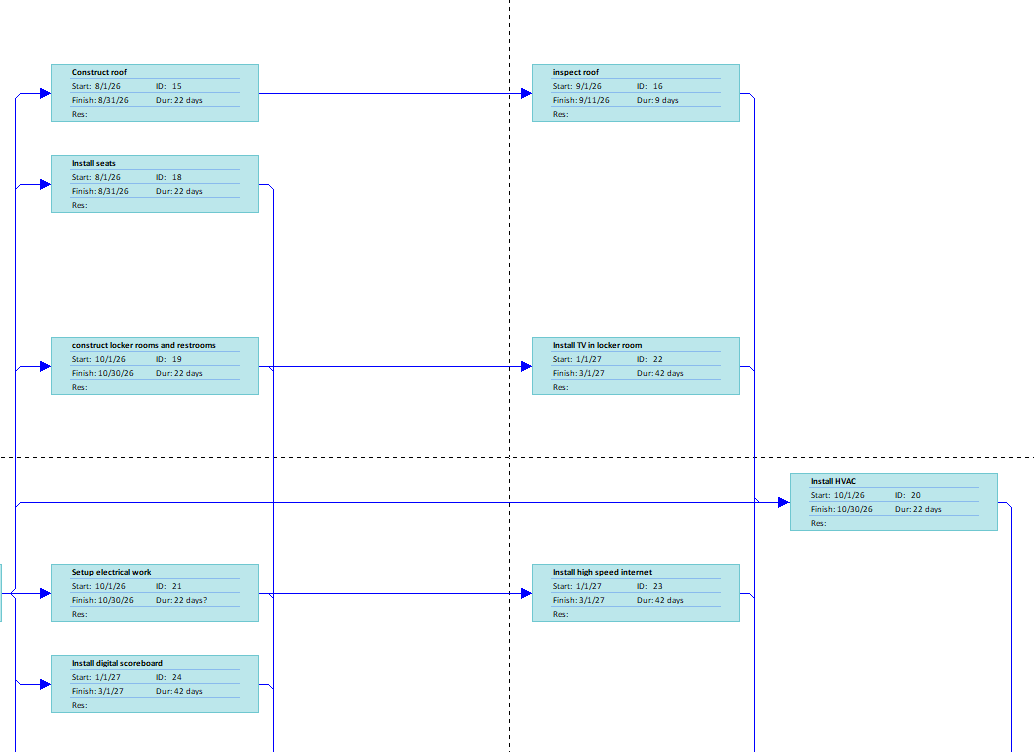 Construct roof
Start: 8/1/26 ID: 15
Finish: 8/31/26 Dur: 22 days
Res:
inspect roof
Start: 9/1/26 ID: 16
Finish: 9/11/26 Dur: 9 days
Res:
Install seats
Start: 8/1/26 ID: 18
Finish: 8/31/26 Dur: 22 days
Res:
construct locker rooms and restrooms
Start: 10/1/26 ID: 19
Finish: 10/30/26 Dur: 22 days
Res:
Install TV in locker room
Start: 1/1/27 ID: 22
Finish: 3/1/27 Dur: 42 days
Res:
Install HVAC
Start: 10/1/26 ID: 20
Finish: 10/30/26 Dur: 22 days
Res:
Setup electrical work
Start: 10/1/26 ID: 21
Finish: 10/30/26 Dur: 22 days?
Res:
Install high speed internet
Start: 1/1/27 ID: 23
Finish: 3/1/27 Dur: 42 days
Res:
Install digital scoreboard
Start: 1/1/27 ID: 24
Finish: 3/1/27 Dur: 42 days
Res: